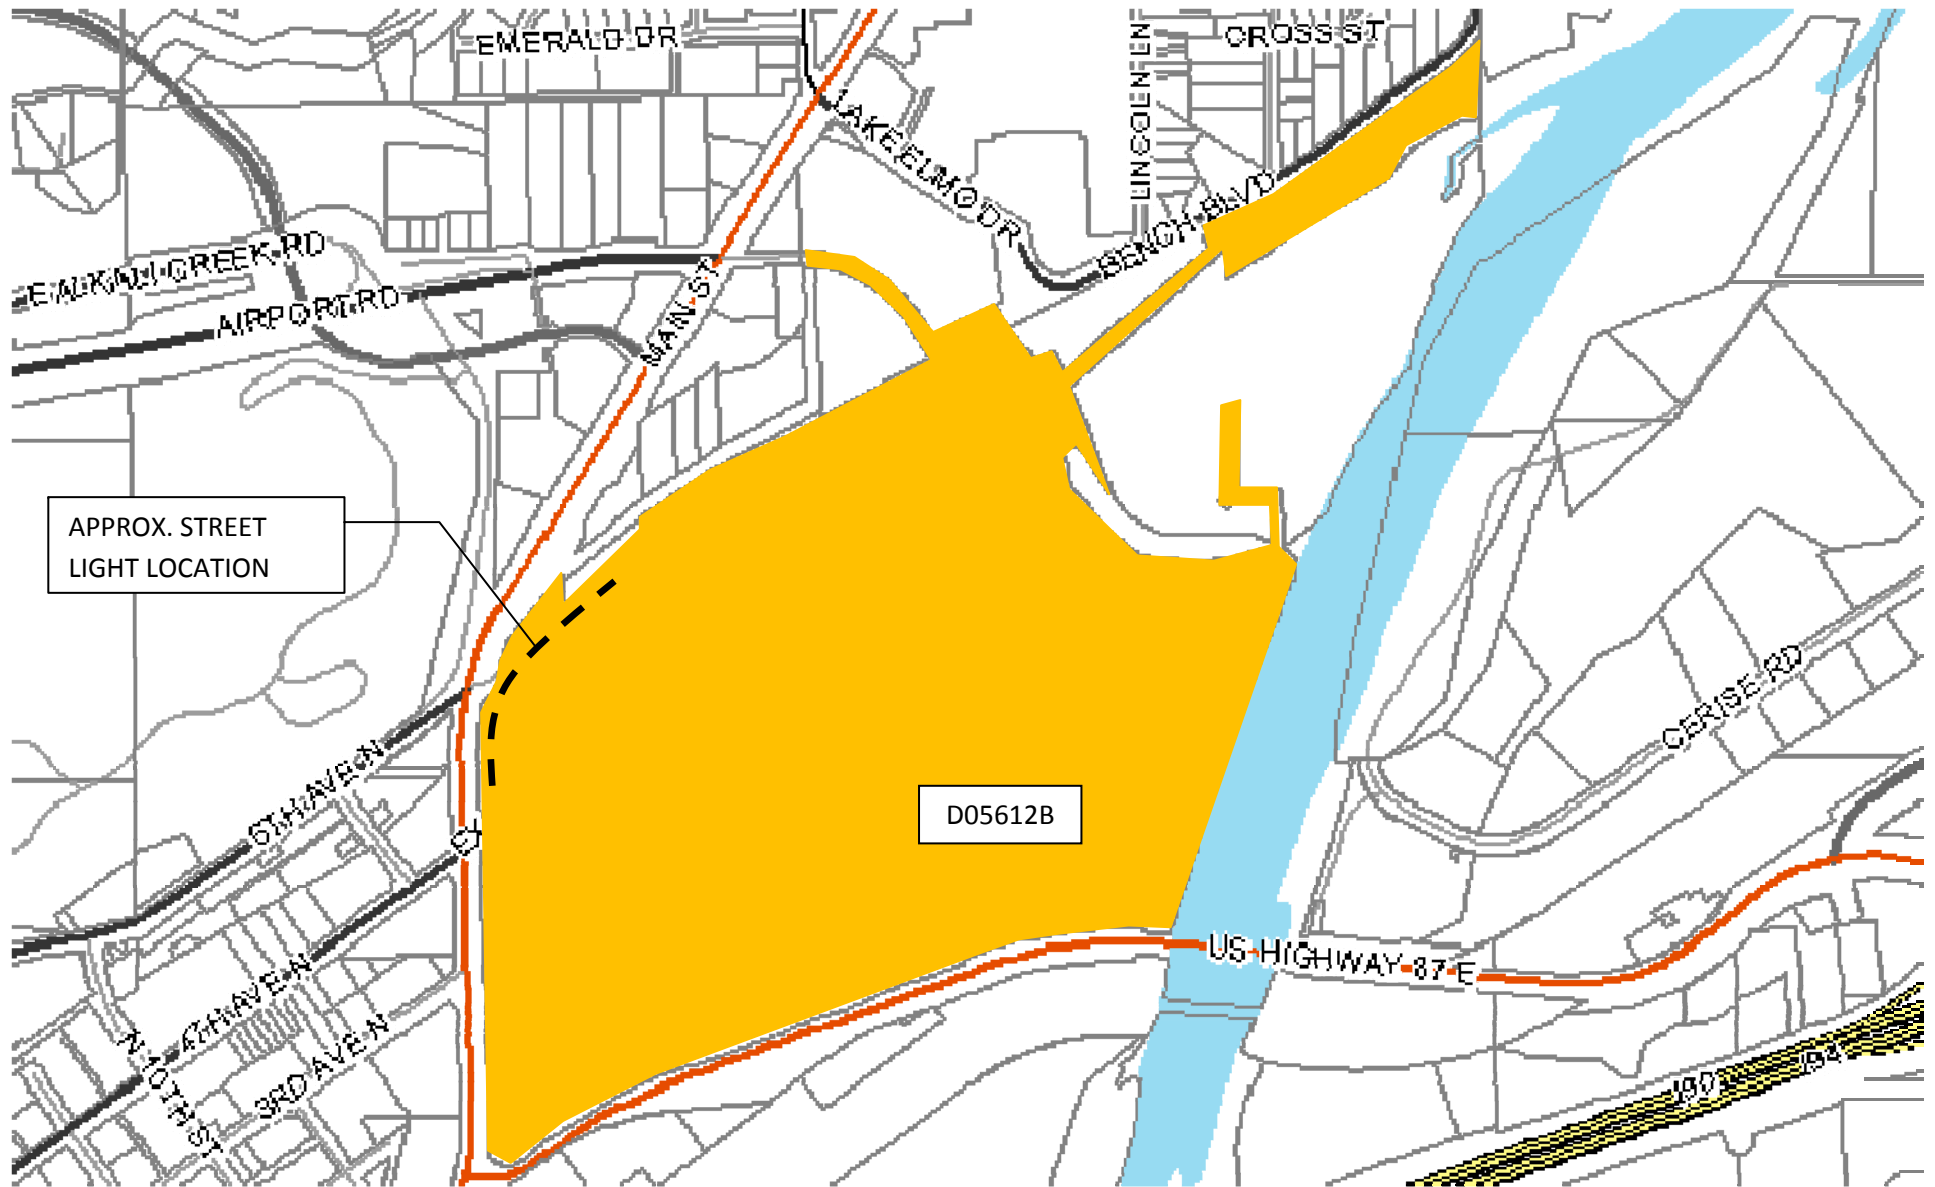 EMERALD DR
CROSS ST
LAKE ELMO DR
LINCOLN LN
BENCH BLVD
E ALKALI CREEK RD
AIRPORT RD
MAIN ST
APPROX. STREET
LIGHT LOCATION
CERISE RD
6TH AVE N
ST
D05612B
US HIGHWAY 87 E
4TH AVE N
3RD AVE N
N 10TH ST
I90
I94